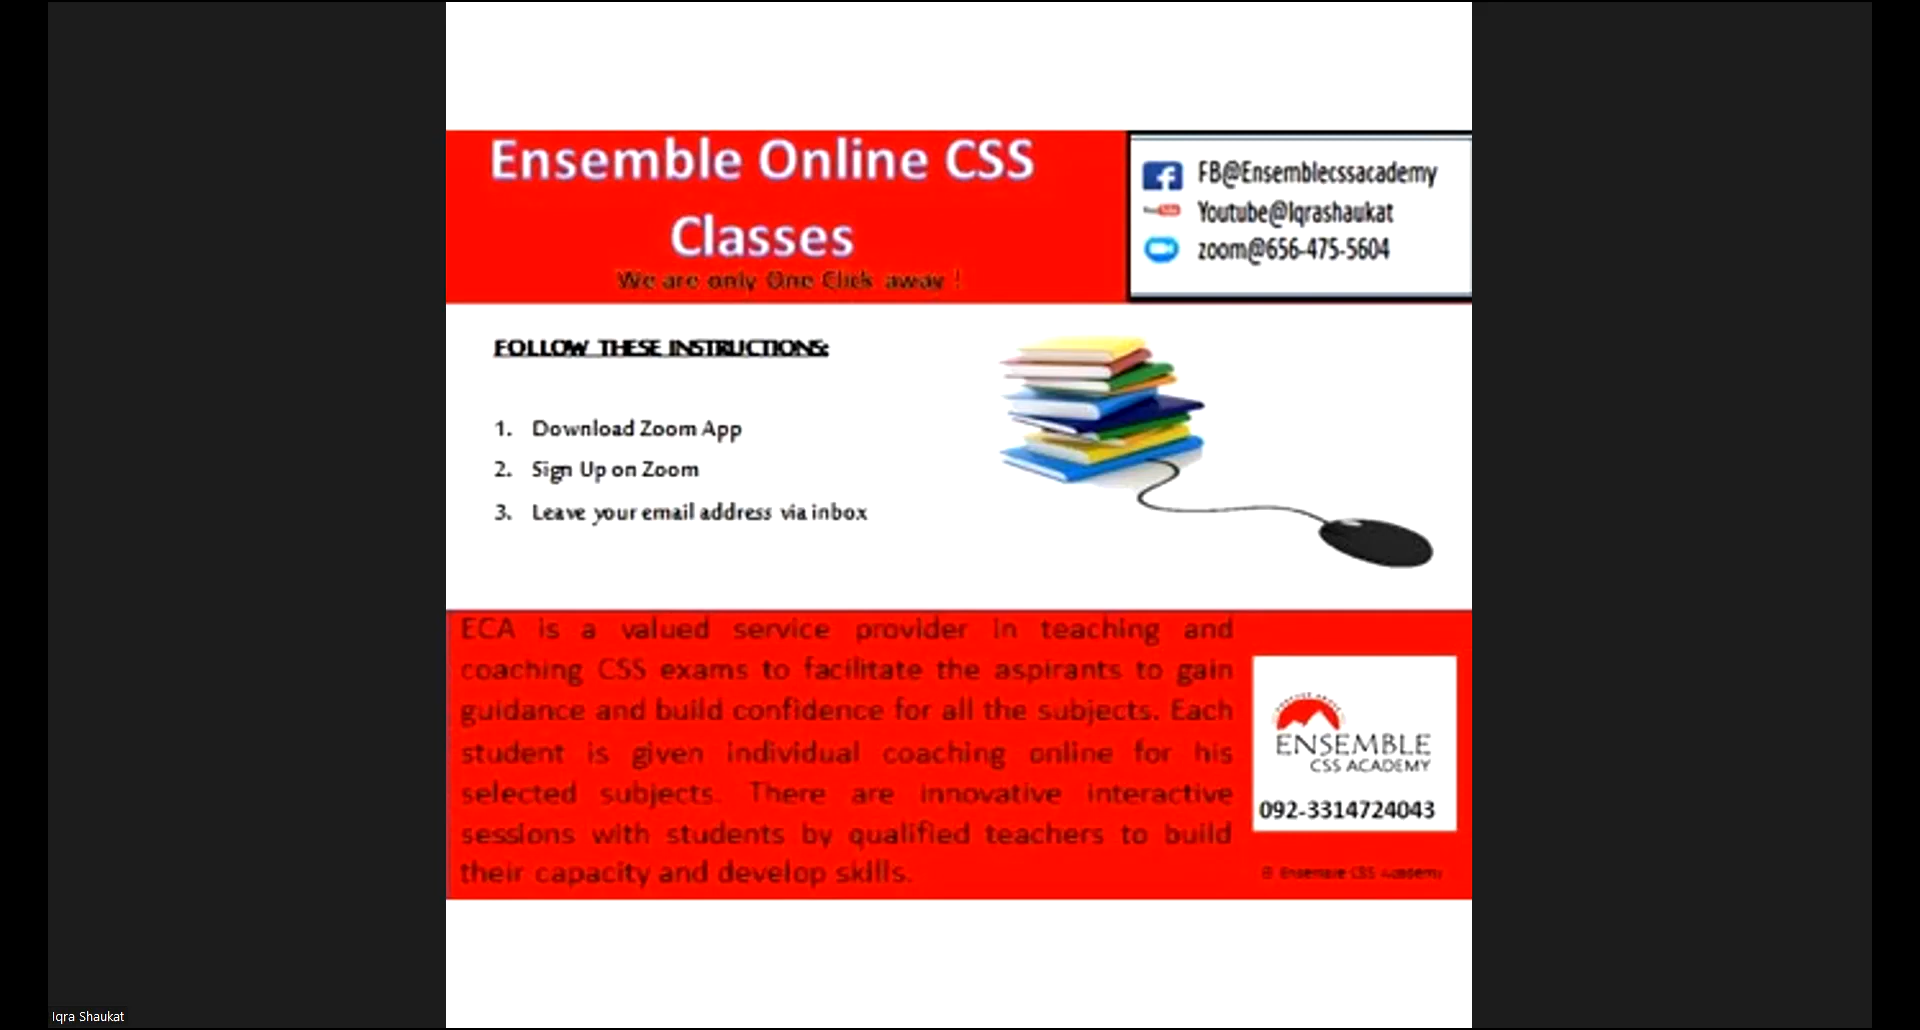 Ensemble Online CSS
Classes
We are only One Click away !
FB@Ensemblecssacademy
Youtube@Iqrashaukat
zoom@656-475-5604
FOLLOW THESE INSTRUCTIONS:
1. Download Zoom App
2. Sign Up on Zoom
3. Leave your email address via inbox
ECA is a valued service provider in teaching and
coaching CSS exams to facilitate the aspirants to gain
guidance and build confidence for all the subjects. Each
student is given individual coaching online for his
selected subjects. There are innovative interactive
sessions with students by qualified teachers to build
their capacity and develop skills.
ENSEMBLE
CSS ACADEMY
092-3314724043
© Ensemble CSS Academy
Iqra Shaukat